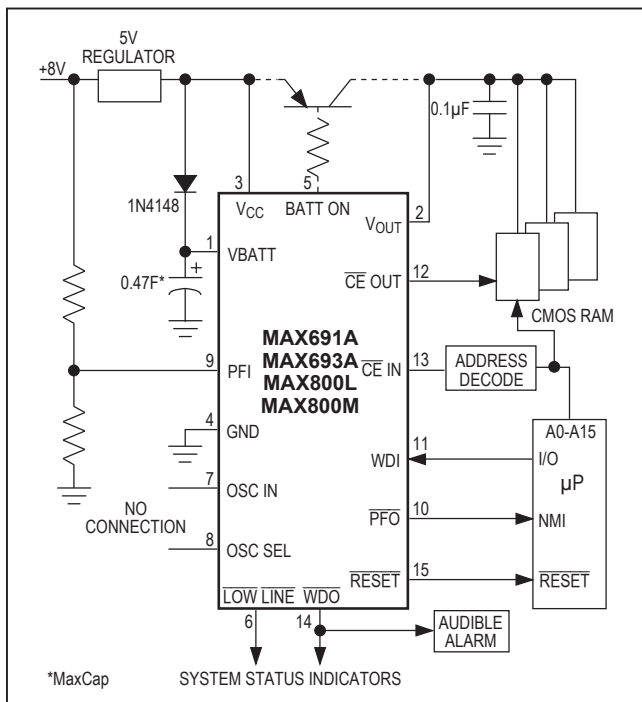 5V
REGULATOR
+8V
0.1µF
3
5
1N4148
VCC
BATT ON
VOUT
2
1
VBATT
0.47F*
+
CE OUT
12
CMOS RAM
MAX691A
MAX693A
MAX800L
MAX800M
9
PFI
CE IN
13
ADDRESS
DECODE
4
GND
A0-A15
WDI
11
I/O
µP
7
OSC IN
NO
CONNECTION
PFO
10
NMI
8
OSC SEL
RESET
15
RESET
LOW LINE
WDO
6
14
AUDIBLE
ALARM
*MaxCap
SYSTEM STATUS INDICATORS